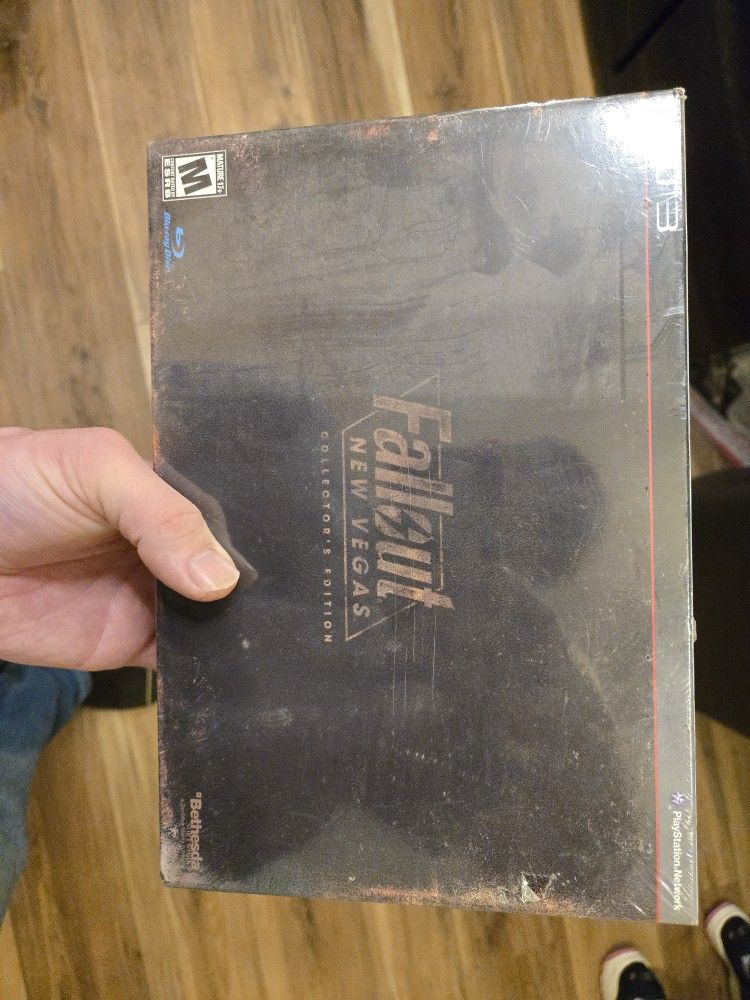 PlayStation Network
Fallout
NEW VEGAS
COLLECTOR'S EDITION
MATURE 17+
M
ESRB
Blu-ray Disc
Bethesda